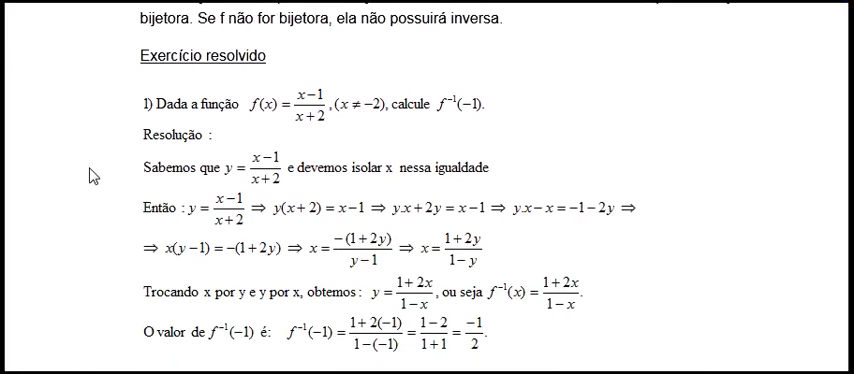 bijetora. Se f não for bijetora, ela não possuirá inversa.
Exercício resolvido
1) Dada a função f(x) = (x−1)/(x+2), (x ≠ −2), calcule f⁻¹(−1).
Resolução :
Sabemos que y = (x−1)/(x+2) e devemos isolar x nessa igualdade
Então : y = (x−1)/(x+2) ⇒ y(x+2) = x−1 ⇒ y.x+2y = x−1 ⇒ y.x−x = −1−2y ⇒
⇒ x(y−1) = −(1+2y) ⇒ x = −(1+2y)/(y−1) ⇒ x = (1+2y)/(1−y)
Trocando x por y e y por x, obtemos : y = (1+2x)/(1−x), ou seja f⁻¹(x) = (1+2x)/(1−x).
O valor de f⁻¹(−1) é: f⁻¹(−1) = (1+2(−1))/(1−(−1)) = (1−2)/(1+1) = −1/2.